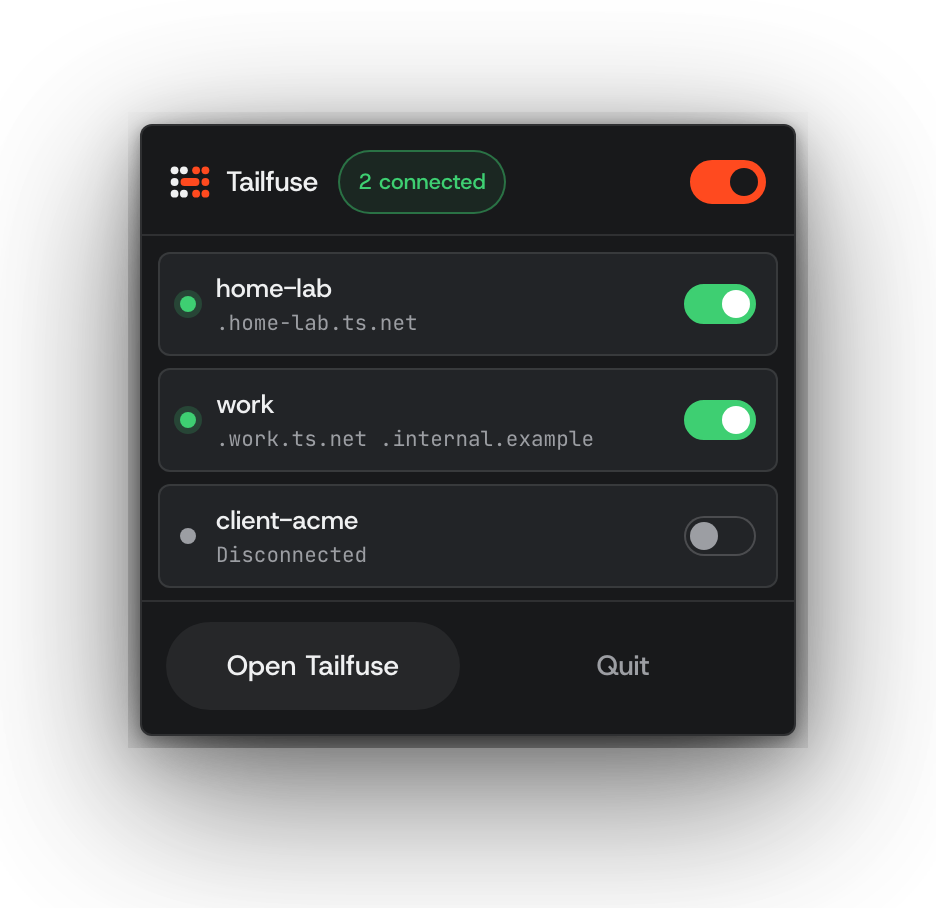 Tailfuse 2 connected
home-lab
.home-lab.ts.net
work
.work.ts.net .internal.example
client-acme
Disconnected
Open Tailfuse Quit